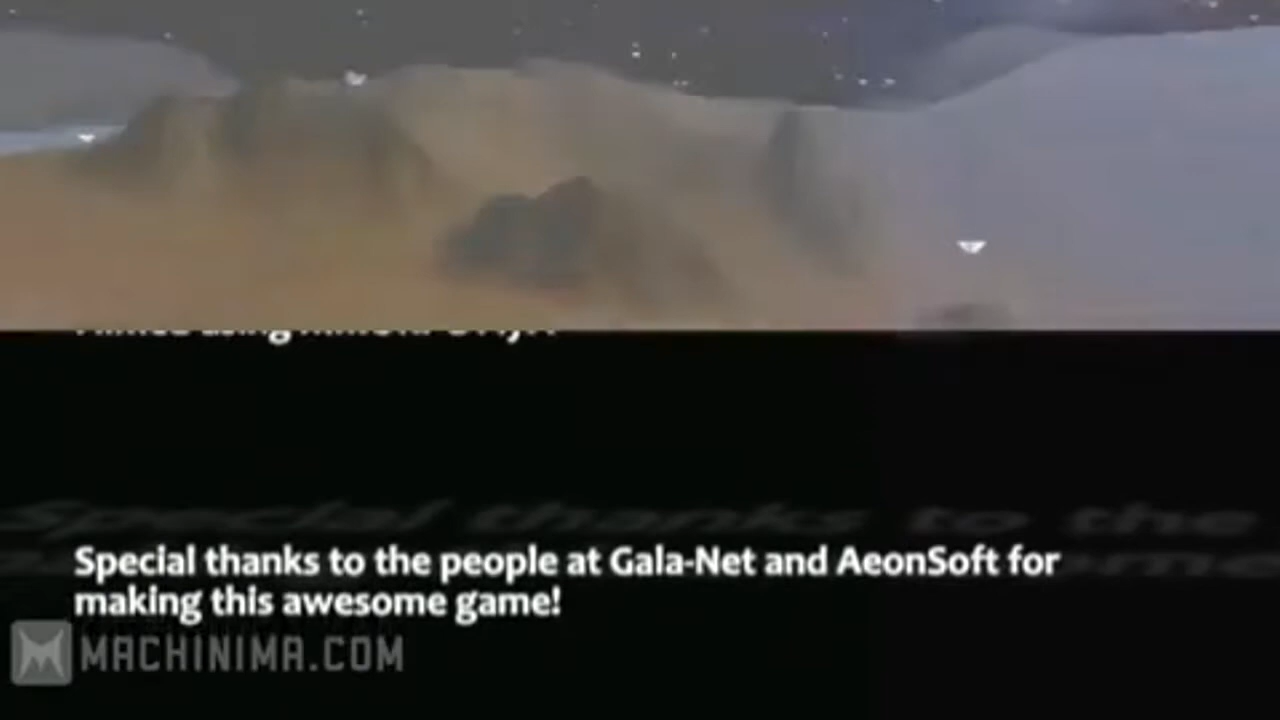 Special thanks to the people at Gala-Net and AeonSoft for
making this awesome game!
MACHINIMA.COM